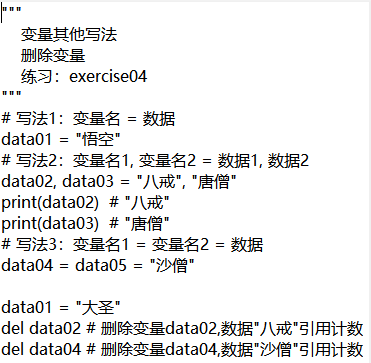 """
变量其他写法
删除变量
练习：exercise04
"""
# 写法1：变量名 = 数据
data01 = "悟空"
# 写法2：变量名1, 变量名2 = 数据1, 数据2
data02, data03 = "八戒", "唐僧"
print(data02)  # "八戒"
print(data03)  # "唐僧"
# 写法3：变量名1 = 变量名2 = 数据
data04 = data05 = "沙僧"
data01 = "大圣"
del data02 # 删除变量data02,数据"八戒"引用计数
del data04 # 删除变量data04,数据"沙僧"引用计数